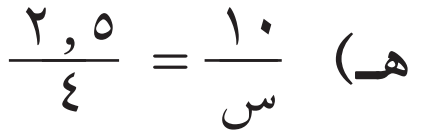 هـ) ١٠/س = ٢,٥/٤